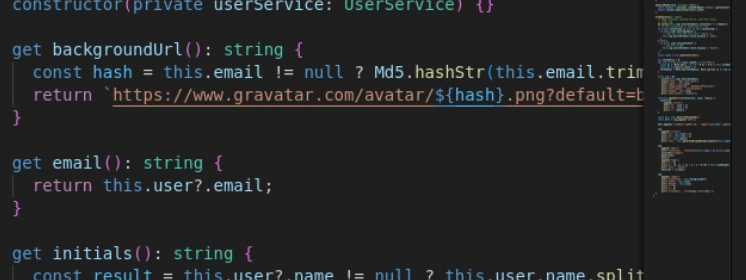 constructor(private userService: UserService) {}
get backgroundUrl(): string {
const hash = this.email != null ? Md5.hashStr(this.email.trim
return `https://www.gravatar.com/avatar/${hash}.png?default=b
}
get email(): string {
return this.user?.email;
}
get initials(): string {
const result = this.user?.name != null ? this.user.name.split